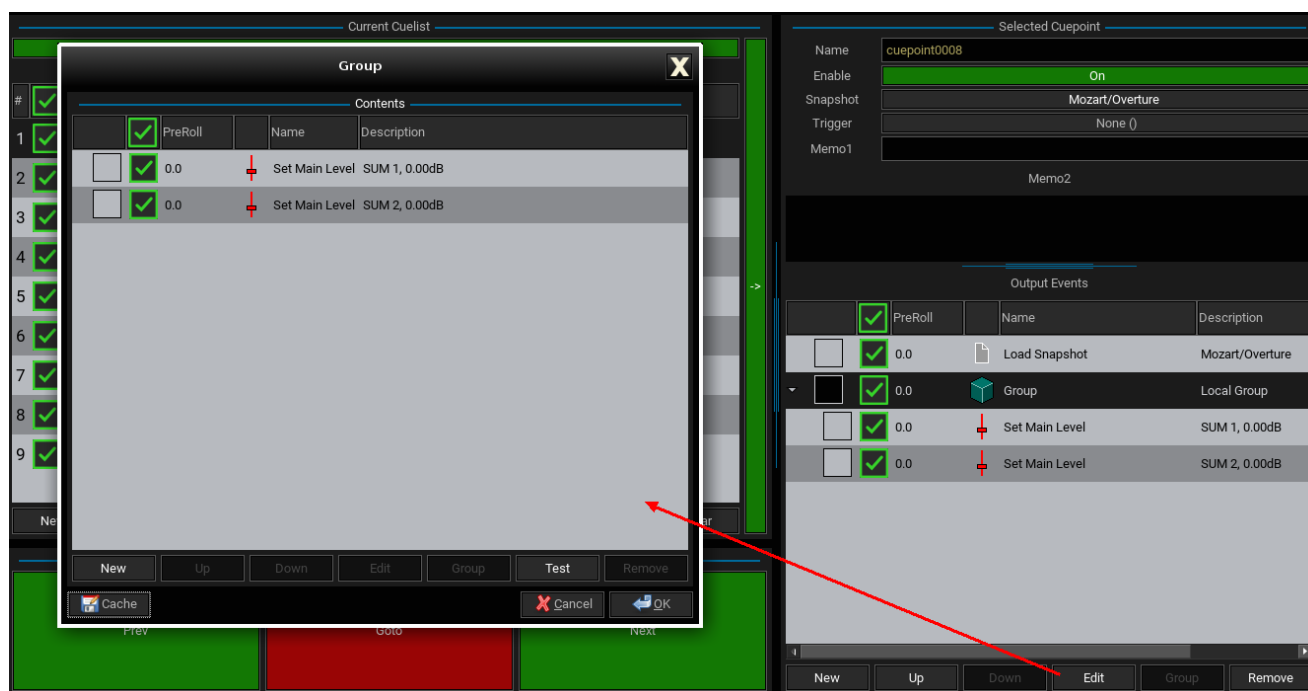 Current Cuelist
#
1
2
3
4
5
6
7
8
9
->
Prev
Goto
Next
Group
X
Contents
PreRoll Name Description
0.0 Set Main Level SUM 1, 0.00dB
0.0 Set Main Level SUM 2, 0.00dB
New Up Down Edit Group Test Remove
Cache Cancel OK
Selected Cuepoint
Name cuepoint0008
Enable On
Snapshot Mozart/Overture
Trigger None ()
Memo1
Memo2
Output Events
PreRoll Name Description
0.0 Load Snapshot Mozart/Overture
0.0 Group Local Group
0.0 Set Main Level SUM 1, 0.00dB
0.0 Set Main Level SUM 2, 0.00dB
New Up Down Edit Group Remove